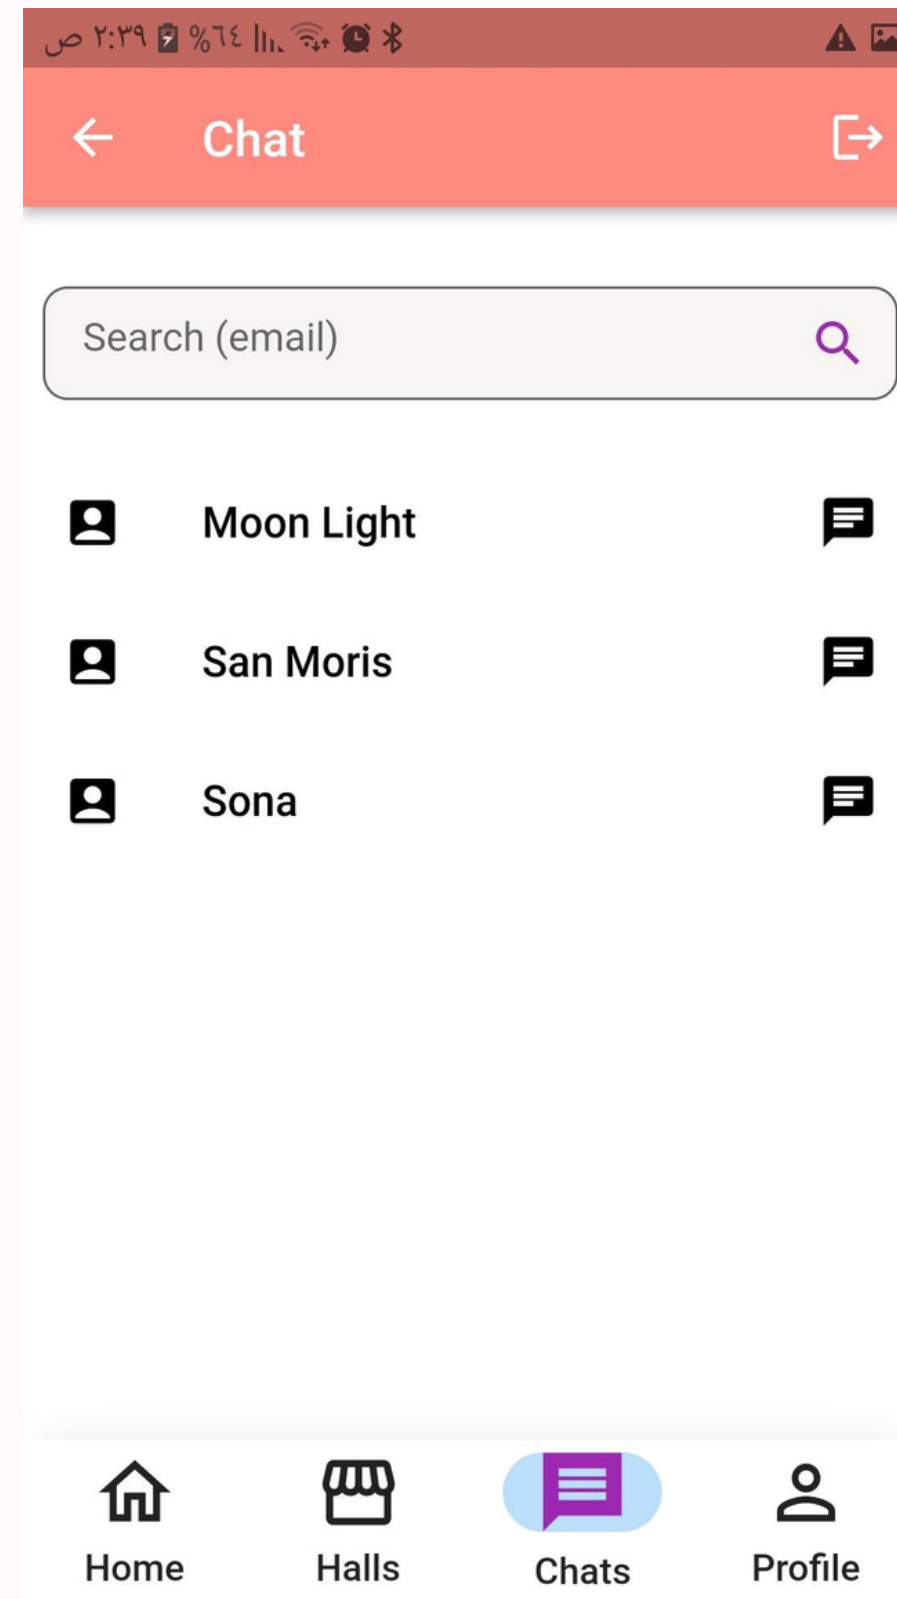 ص ٢:٣٩ %٦٤
Chat
Search (email)
Moon Light
San Moris
Sona
Home Halls Chats Profile